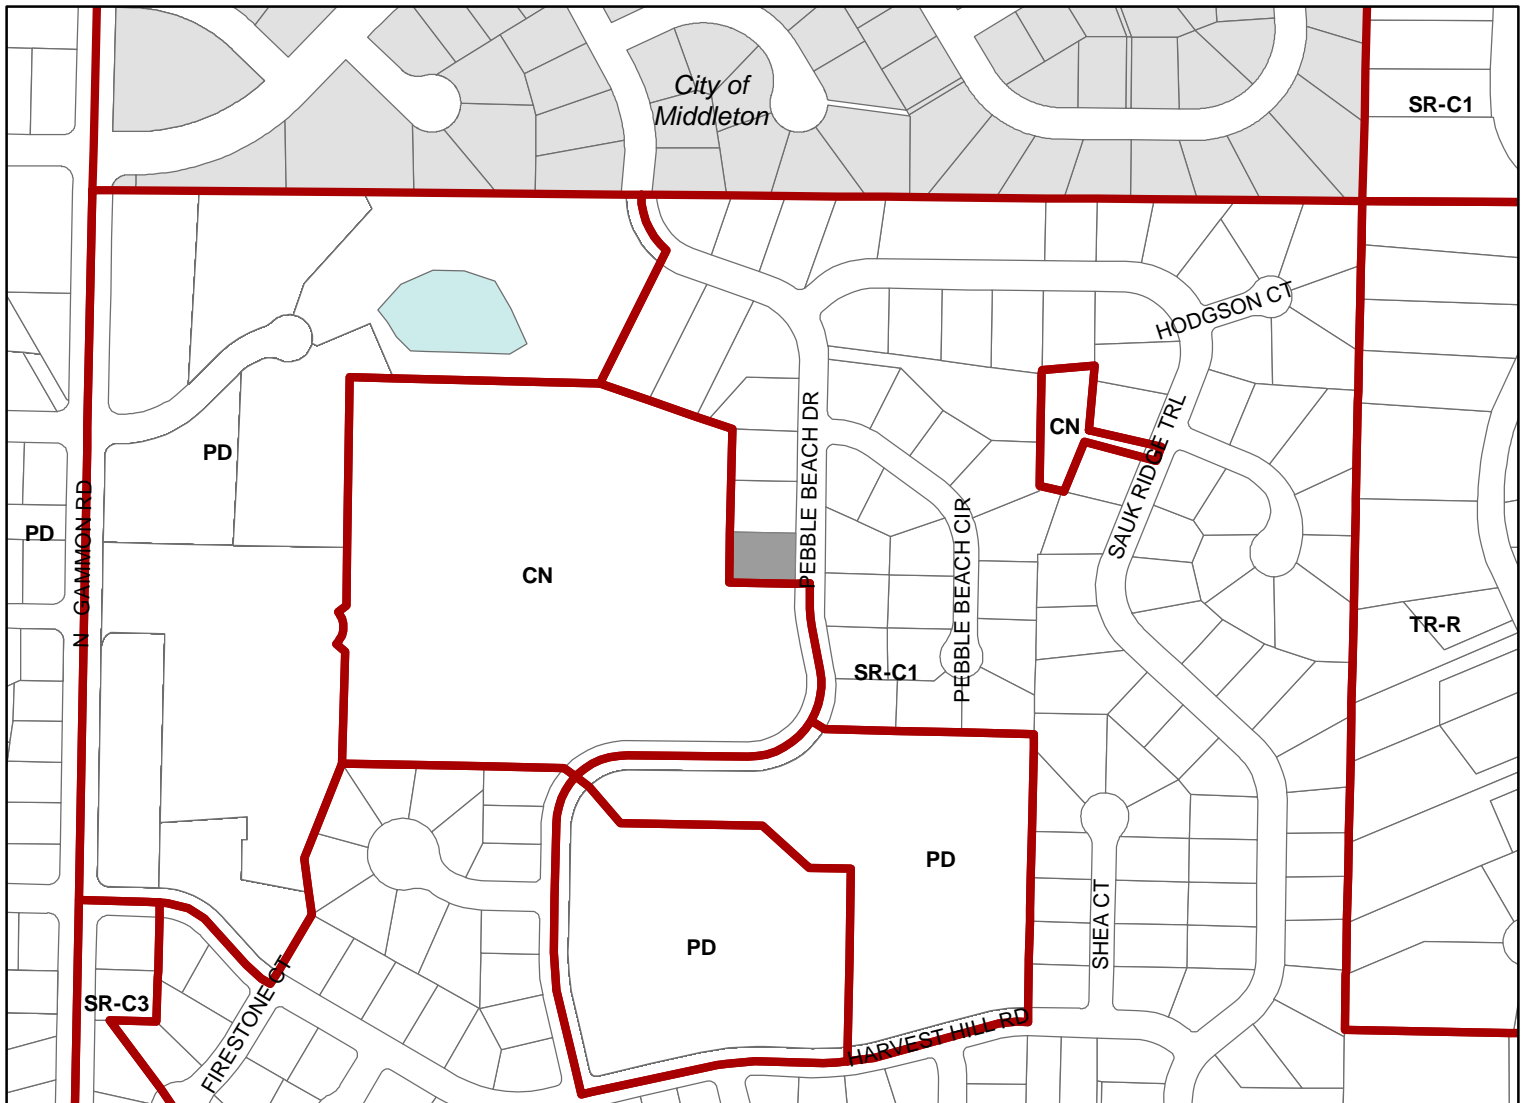 City of
Middleton
SR-C1
HODGSON CT
PEBBLE BEACH DR
SAUK RIDGE TRL
CN
PD
N GAMMON RD
PD
CN
PEBBLE BEACH CIR
TR-R
SR-C1
PD
SHEA CT
PD
SR-C3
FIRESTONE CT
HARVEST HILL RD